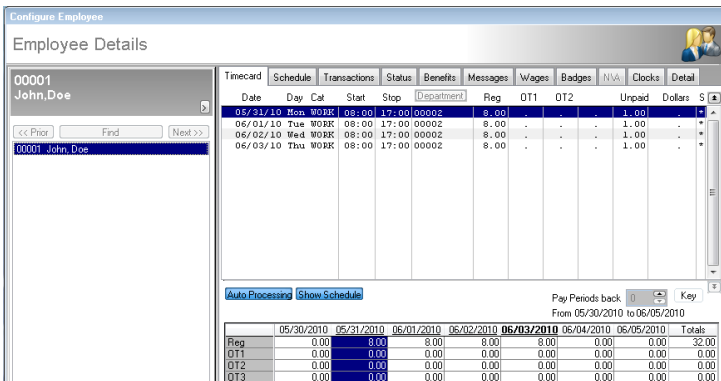 Configure Employee
Employee Details
00001
John,Doe
<< Prior Find Next >>
00001 John, Doe
Timecard Schedule Transactions Status Benefits Messages Wages Badges N\A Clocks Detail
Date Day Cat Start Stop Department Reg OT1 OT2 Unpaid Dollars S
05/31/10 Mon WORK 08:00 17:00 00002 8.00 . . 1.00 . *
06/01/10 Tue WORK 08:00 17:00 00002 8.00 . . 1.00 . *
06/02/10 Wed WORK 08:00 17:00 00002 8.00 . . 1.00 . *
06/03/10 Thu WORK 08:00 17:00 00002 8.00 . . 1.00 . *
Auto Processing Show Schedule Pay Periods back 0 Key
From 05/30/2010 to 06/05/2010
05/30/2010 05/31/2010 06/01/2010 06/02/2010 06/03/2010 06/04/2010 06/05/2010 Totals
Reg 0.00 8.00 8.00 8.00 8.00 0.00 0.00 32.00
OT1 0.00 0.00 0.00 0.00 0.00 0.00 0.00 0.00
OT2 0.00 0.00 0.00 0.00 0.00 0.00 0.00 0.00
OT3 0.00 0.00 0.00 0.00 0.00 0.00 0.00 0.00